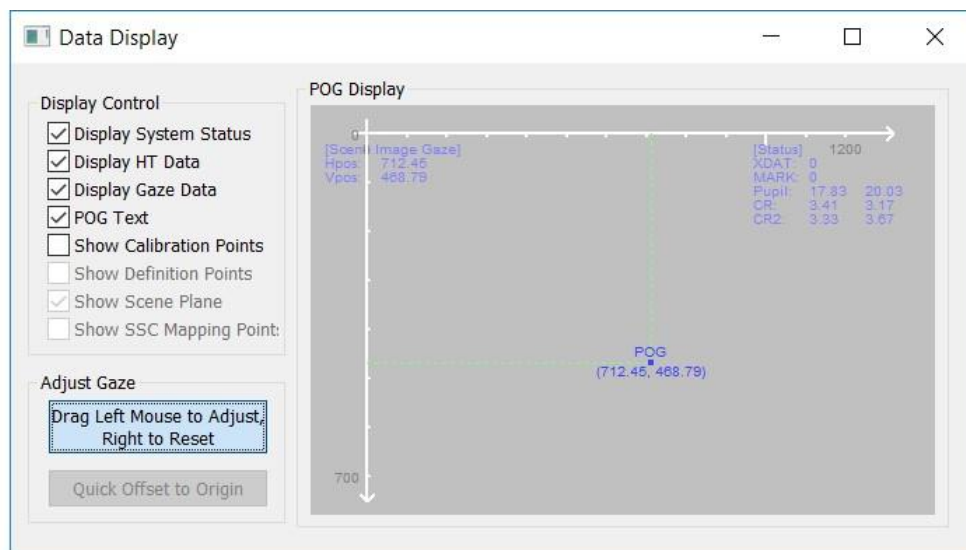 Data Display
Display Control
Display System Status
Display HT Data
Display Gaze Data
POG Text
Show Calibration Points
Show Definition Points
Show Scene Plane
Show SSC Mapping Point
Adjust Gaze
Drag Left Mouse to Adjust,
Right to Reset
Quick Offset to Origin
POG Display
0
[Scene Image Gaze]
Hpos: 712.45
Vpos: 468.79
[Status] 1200
XDAT: 0
MARK: 0
Pupil: 17.83 20.03
CR: 3.41 3.17
CR2: 3.33 3.67
POG
(712.45, 468.79)
700